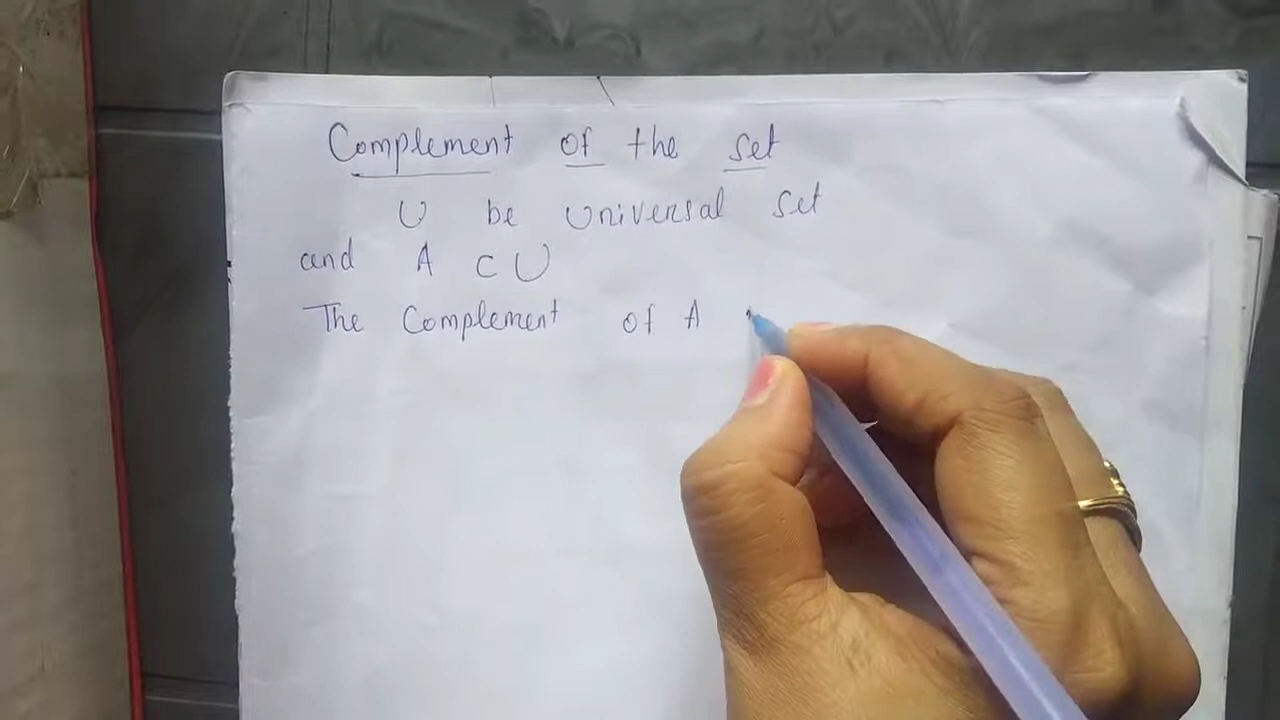 Complement of the set
U be Universal set
and A ⊂ U
The Complement of A